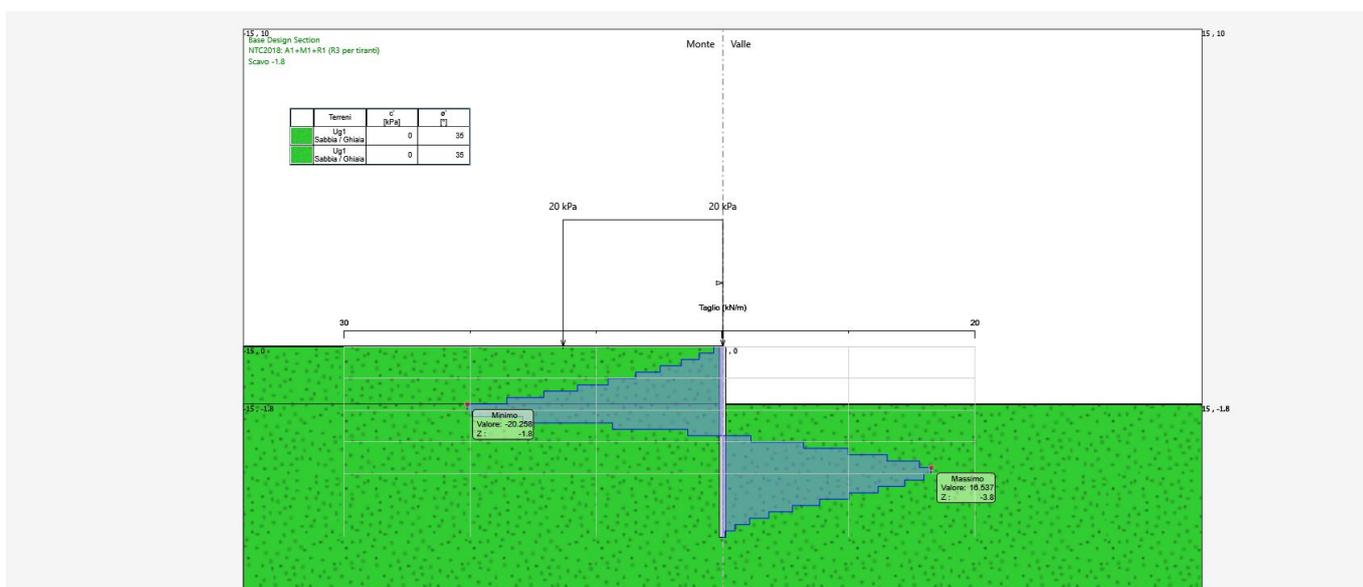 -15, 10
15, 10
Base Design Section
NTC2018: A1+M1+R1 (R3 per tiranti)
Scavo -1.8
Monte Valle
Terreni c' ø'
[kPa] [°]
Ug1
Sabbia / Ghiaia 0 35
Ug1
Sabbia / Ghiaia 0 35
20 kPa 20 kPa
Taglio (kN/m)
30 20
-15, 0 , 0
-15, -1.8 15, -1.8
Minimo
Valore: -20.258
Z : -1.8
Massimo
Valore: 16.537
Z : -3.8